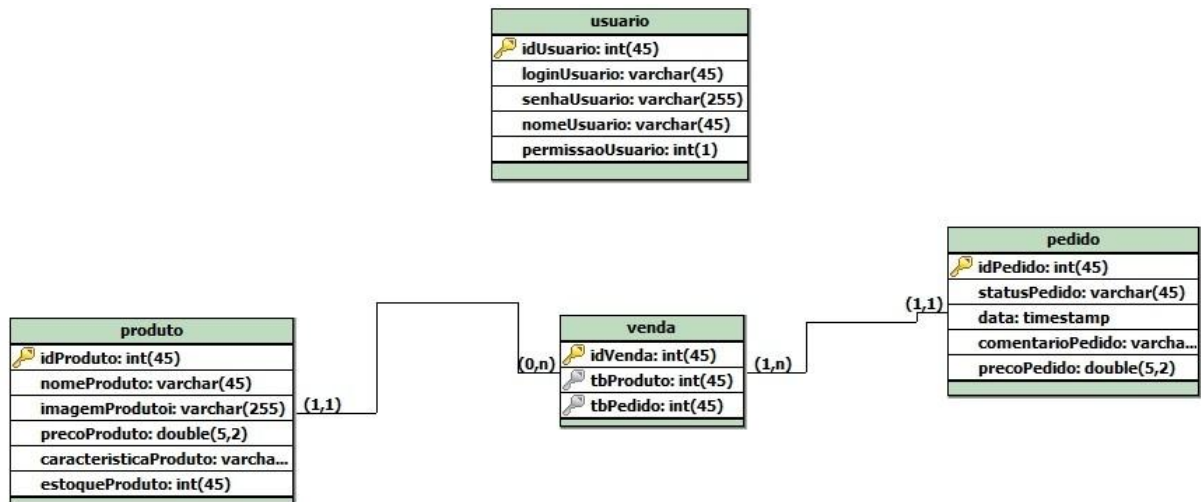 usuario
idUsuario: int(45)
loginUsuario: varchar(45)
senhaUsuario: varchar(255)
nomeUsuario: varchar(45)
permissaoUsuario: int(1)
produto
idProduto: int(45)
nomeProduto: varchar(45)
imagemProdutoi: varchar(255)
precoProduto: double(5,2)
caracteristicaProduto: varcha...
estoqueProduto: int(45)
(1,1)
(0,n)
venda
idVenda: int(45)
tbProduto: int(45)
tbPedido: int(45)
(1,n)
(1,1)
pedido
idPedido: int(45)
statusPedido: varchar(45)
data: timestamp
comentarioPedido: varcha...
precoPedido: double(5,2)